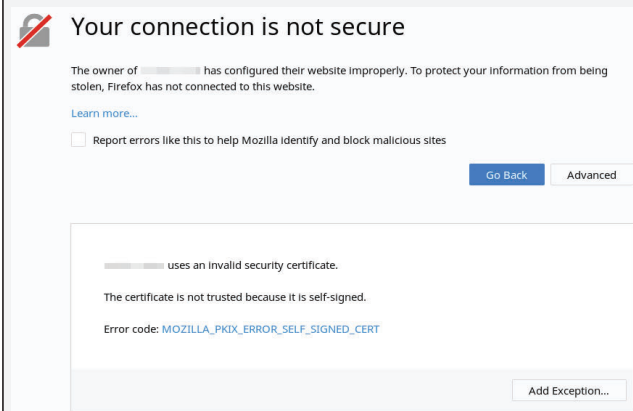 Your connection is not secure
The owner of has configured their website improperly. To protect your information from being
stolen, Firefox has not connected to this website.
Learn more...
Report errors like this to help Mozilla identify and block malicious sites
Go Back Advanced
uses an invalid security certificate.
The certificate is not trusted because it is self-signed.
Error code: MOZILLA_PKIX_ERROR_SELF_SIGNED_CERT
Add Exception...